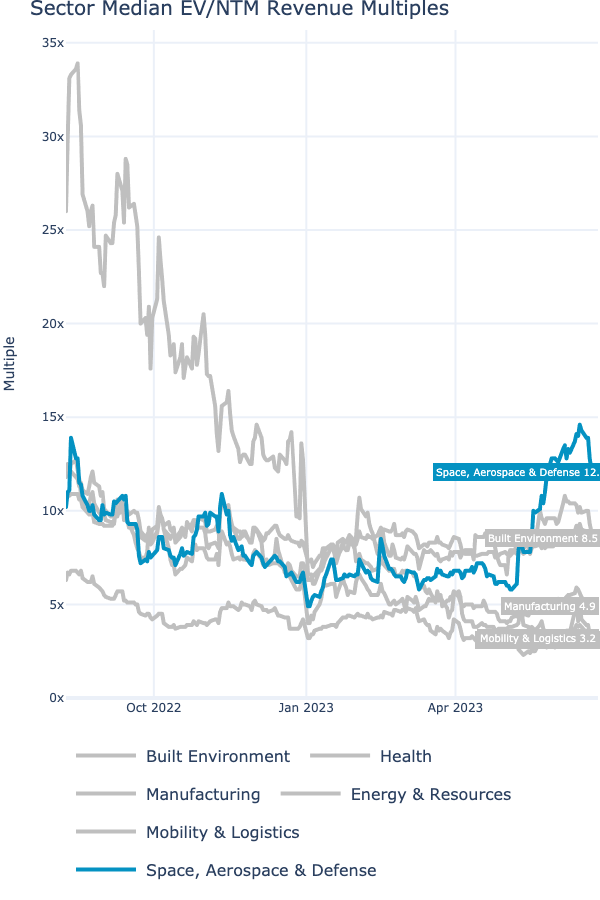 Sector Median EV/NTM Revenue Multiples
35x
30x
25x
20x
15x
10x
5x
0x
Multiple
Space, Aerospace & Defense 12.
Built Environment 8.5
Manufacturing 4.9
Mobility & Logistics 3.2
Oct 2022 Jan 2023 Apr 2023
Built Environment Health
Manufacturing Energy & Resources
Mobility & Logistics
Space, Aerospace & Defense